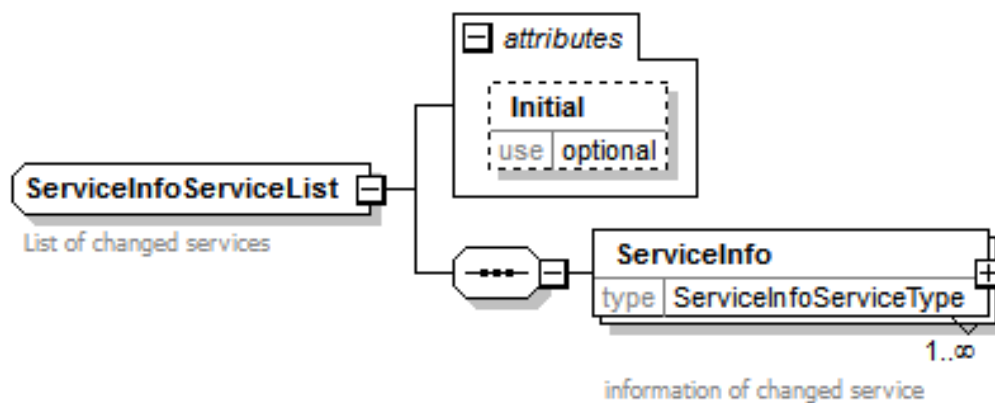 attributes
Initial
use optional
ServiceInfoServiceList
List of changed services
ServiceInfo
type ServiceInfoServiceType
1..∞
information of changed service